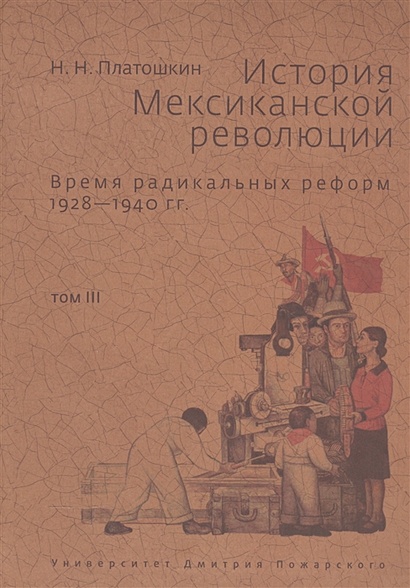 Н. Н. Платошкин
История
Мексиканской
революции
Время радикальных реформ
1928—1940 гг.
том III
Университет Дмитрия Пожарского